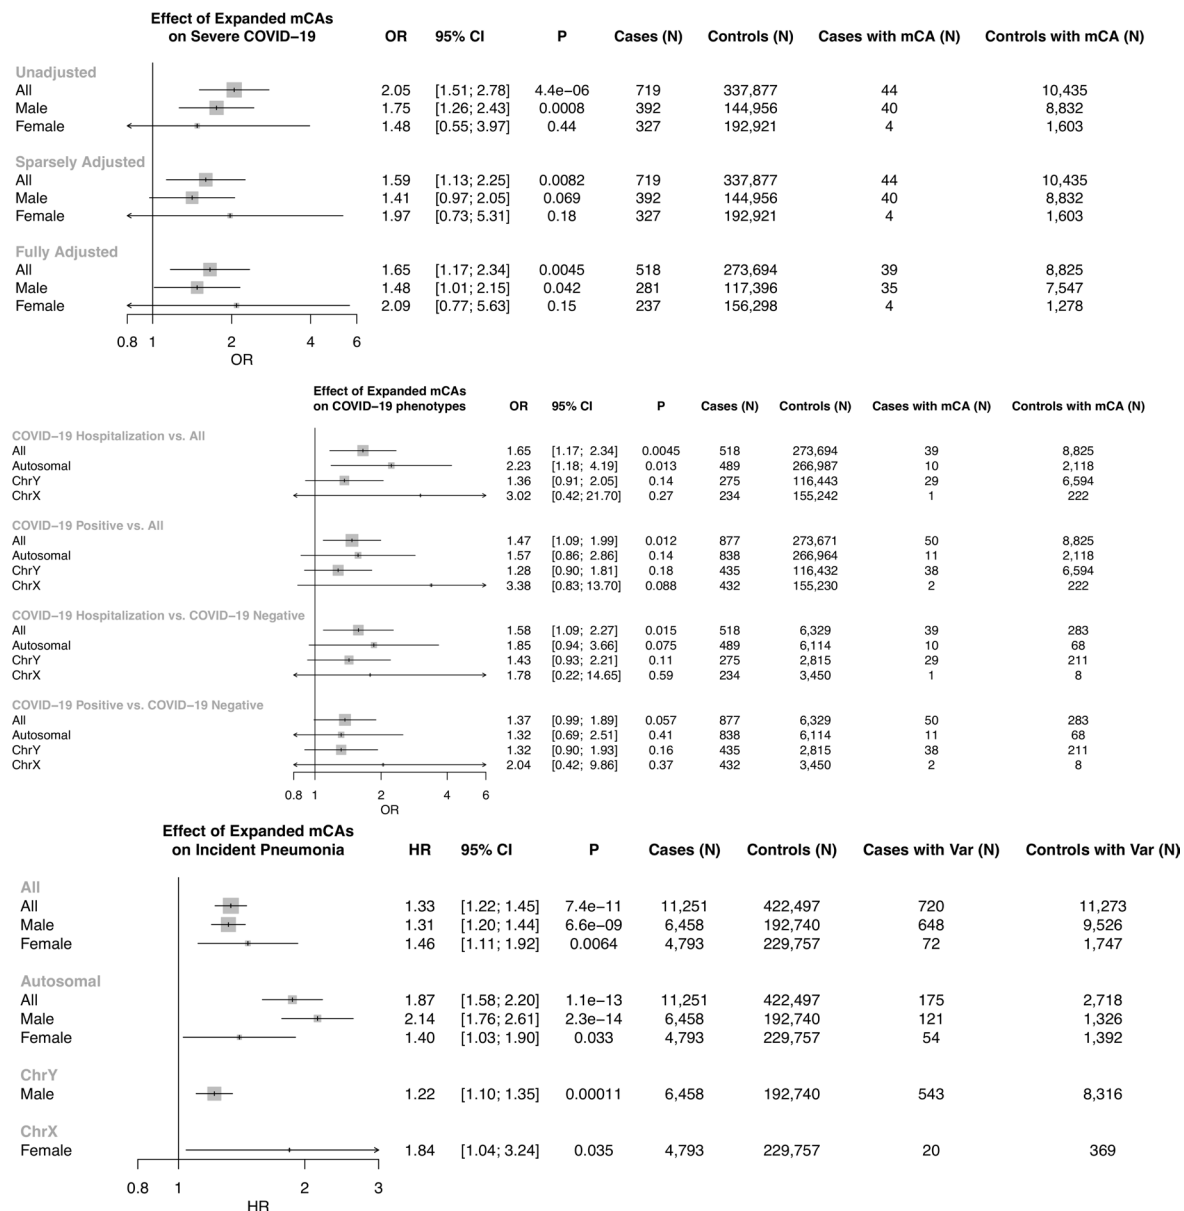 Effect of Expanded mCAs
on Severe COVID−19 OR 95% CI P Cases (N) Controls (N) Cases with mCA (N) Controls with mCA (N)
Unadjusted
All 2.05 [1.51; 2.78] 4.4e−06 719 337,877 44 10,435
Male 1.75 [1.26; 2.43] 0.0008 392 144,956 40 8,832
Female 1.48 [0.55; 3.97] 0.44 327 192,921 4 1,603
Sparsely Adjusted
All 1.59 [1.13; 2.25] 0.0082 719 337,877 44 10,435
Male 1.41 [0.97; 2.05] 0.069 392 144,956 40 8,832
Female 1.97 [0.73; 5.31] 0.18 327 192,921 4 1,603
Fully Adjusted
All 1.65 [1.17; 2.34] 0.0045 518 273,694 39 8,825
Male 1.48 [1.01; 2.15] 0.042 281 117,396 35 7,547
Female 2.09 [0.77; 5.63] 0.15 237 156,298 4 1,278
0.8 1 2 4 6
OR
Effect of Expanded mCAs
on COVID−19 phenotypes OR 95% CI P Cases (N) Controls (N) Cases with mCA (N) Controls with mCA (N)
COVID−19 Hospitalization vs. All
All 1.65 [1.17; 2.34] 0.0045 518 273,694 39 8,825
Autosomal 2.23 [1.18; 4.19] 0.013 489 266,987 10 2,118
ChrY 1.36 [0.91; 2.05] 0.14 275 116,443 29 6,594
ChrX 3.02 [0.42; 21.70] 0.27 234 155,242 1 222
COVID−19 Positive vs. All
All 1.47 [1.09; 1.99] 0.012 877 273,671 50 8,825
Autosomal 1.57 [0.86; 2.86] 0.14 838 266,964 11 2,118
ChrY 1.28 [0.90; 1.81] 0.18 435 116,432 38 6,594
ChrX 3.38 [0.83; 13.70] 0.088 432 155,230 2 222
COVID−19 Hospitalization vs. COVID−19 Negative
All 1.58 [1.09; 2.27] 0.015 518 6,329 39 283
Autosomal 1.85 [0.94; 3.66] 0.075 489 6,114 10 68
ChrY 1.43 [0.93; 2.21] 0.11 275 2,815 29 211
ChrX 1.78 [0.22; 14.65] 0.59 234 3,450 1 8
COVID−19 Positive vs. COVID−19 Negative
All 1.37 [0.99; 1.89] 0.057 877 6,329 50 283
Autosomal 1.32 [0.69; 2.51] 0.41 838 6,114 11 68
ChrY 1.32 [0.90; 1.93] 0.16 435 2,815 38 211
ChrX 2.04 [0.42; 9.86] 0.37 432 3,450 2 8
0.8 1 2 4 6
OR
Effect of Expanded mCAs
on Incident Pneumonia HR 95% CI P Cases (N) Controls (N) Cases with Var (N) Controls with Var (N)
All
All 1.33 [1.22; 1.45] 7.4e−11 11,251 422,497 720 11,273
Male 1.31 [1.20; 1.44] 6.6e−09 6,458 192,740 648 9,526
Female 1.46 [1.11; 1.92] 0.0064 4,793 229,757 72 1,747
Autosomal
All 1.87 [1.58; 2.20] 1.1e−13 11,251 422,497 175 2,718
Male 2.14 [1.76; 2.61] 2.3e−14 6,458 192,740 121 1,326
Female 1.40 [1.03; 1.90] 0.033 4,793 229,757 54 1,392
ChrY
Male 1.22 [1.10; 1.35] 0.00011 6,458 192,740 543 8,316
ChrX
Female 1.84 [1.04; 3.24] 0.035 4,793 229,757 20 369
0.8 1 2 3
HR